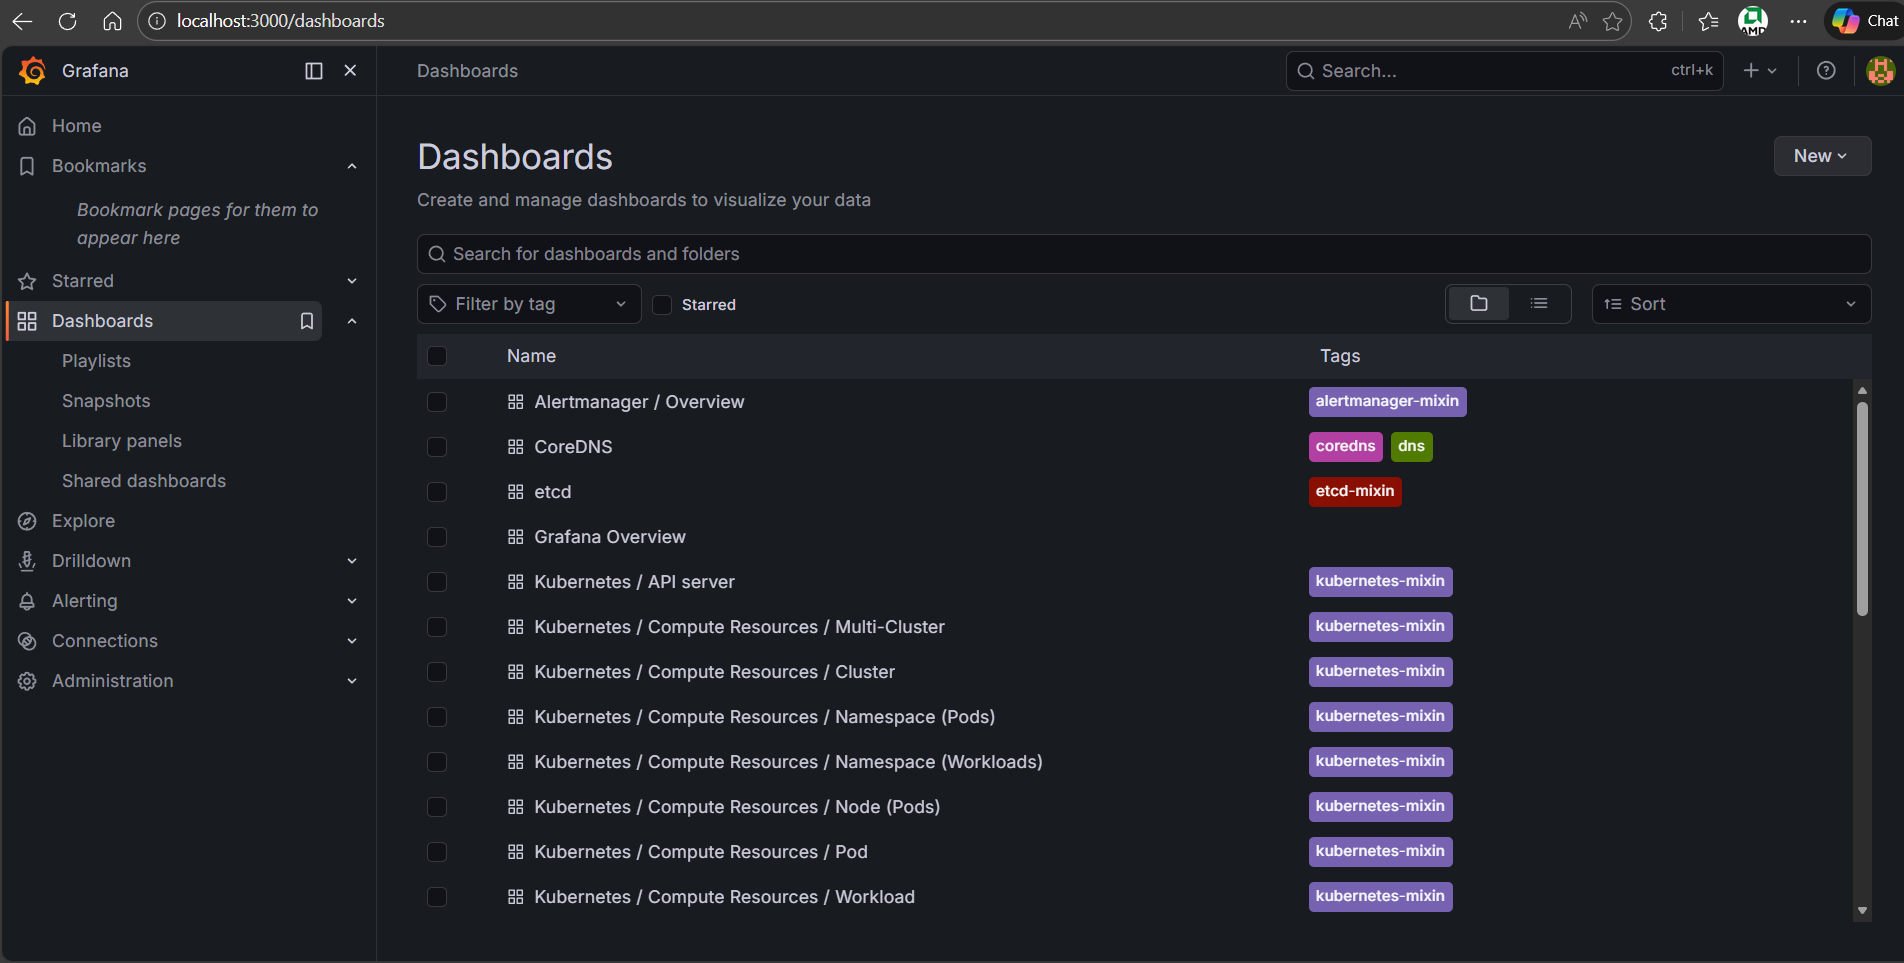 localhost:3000/dashboards
AMD
Chat
Grafana
Dashboards
Search...
ctrl+k
Home
Bookmarks
Bookmark pages for them to
appear here
Starred
Dashboards
Playlists
Snapshots
Library panels
Shared dashboards
Explore
Drilldown
Alerting
Connections
Administration
Dashboards
New
Create and manage dashboards to visualize your data
Search for dashboards and folders
Filter by tag
Starred
Sort
Name Tags
Alertmanager / Overview alertmanager-mixin
CoreDNS coredns dns
etcd etcd-mixin
Grafana Overview
Kubernetes / API server kubernetes-mixin
Kubernetes / Compute Resources / Multi-Cluster kubernetes-mixin
Kubernetes / Compute Resources / Cluster kubernetes-mixin
Kubernetes / Compute Resources / Namespace (Pods) kubernetes-mixin
Kubernetes / Compute Resources / Namespace (Workloads) kubernetes-mixin
Kubernetes / Compute Resources / Node (Pods) kubernetes-mixin
Kubernetes / Compute Resources / Pod kubernetes-mixin
Kubernetes / Compute Resources / Workload kubernetes-mixin